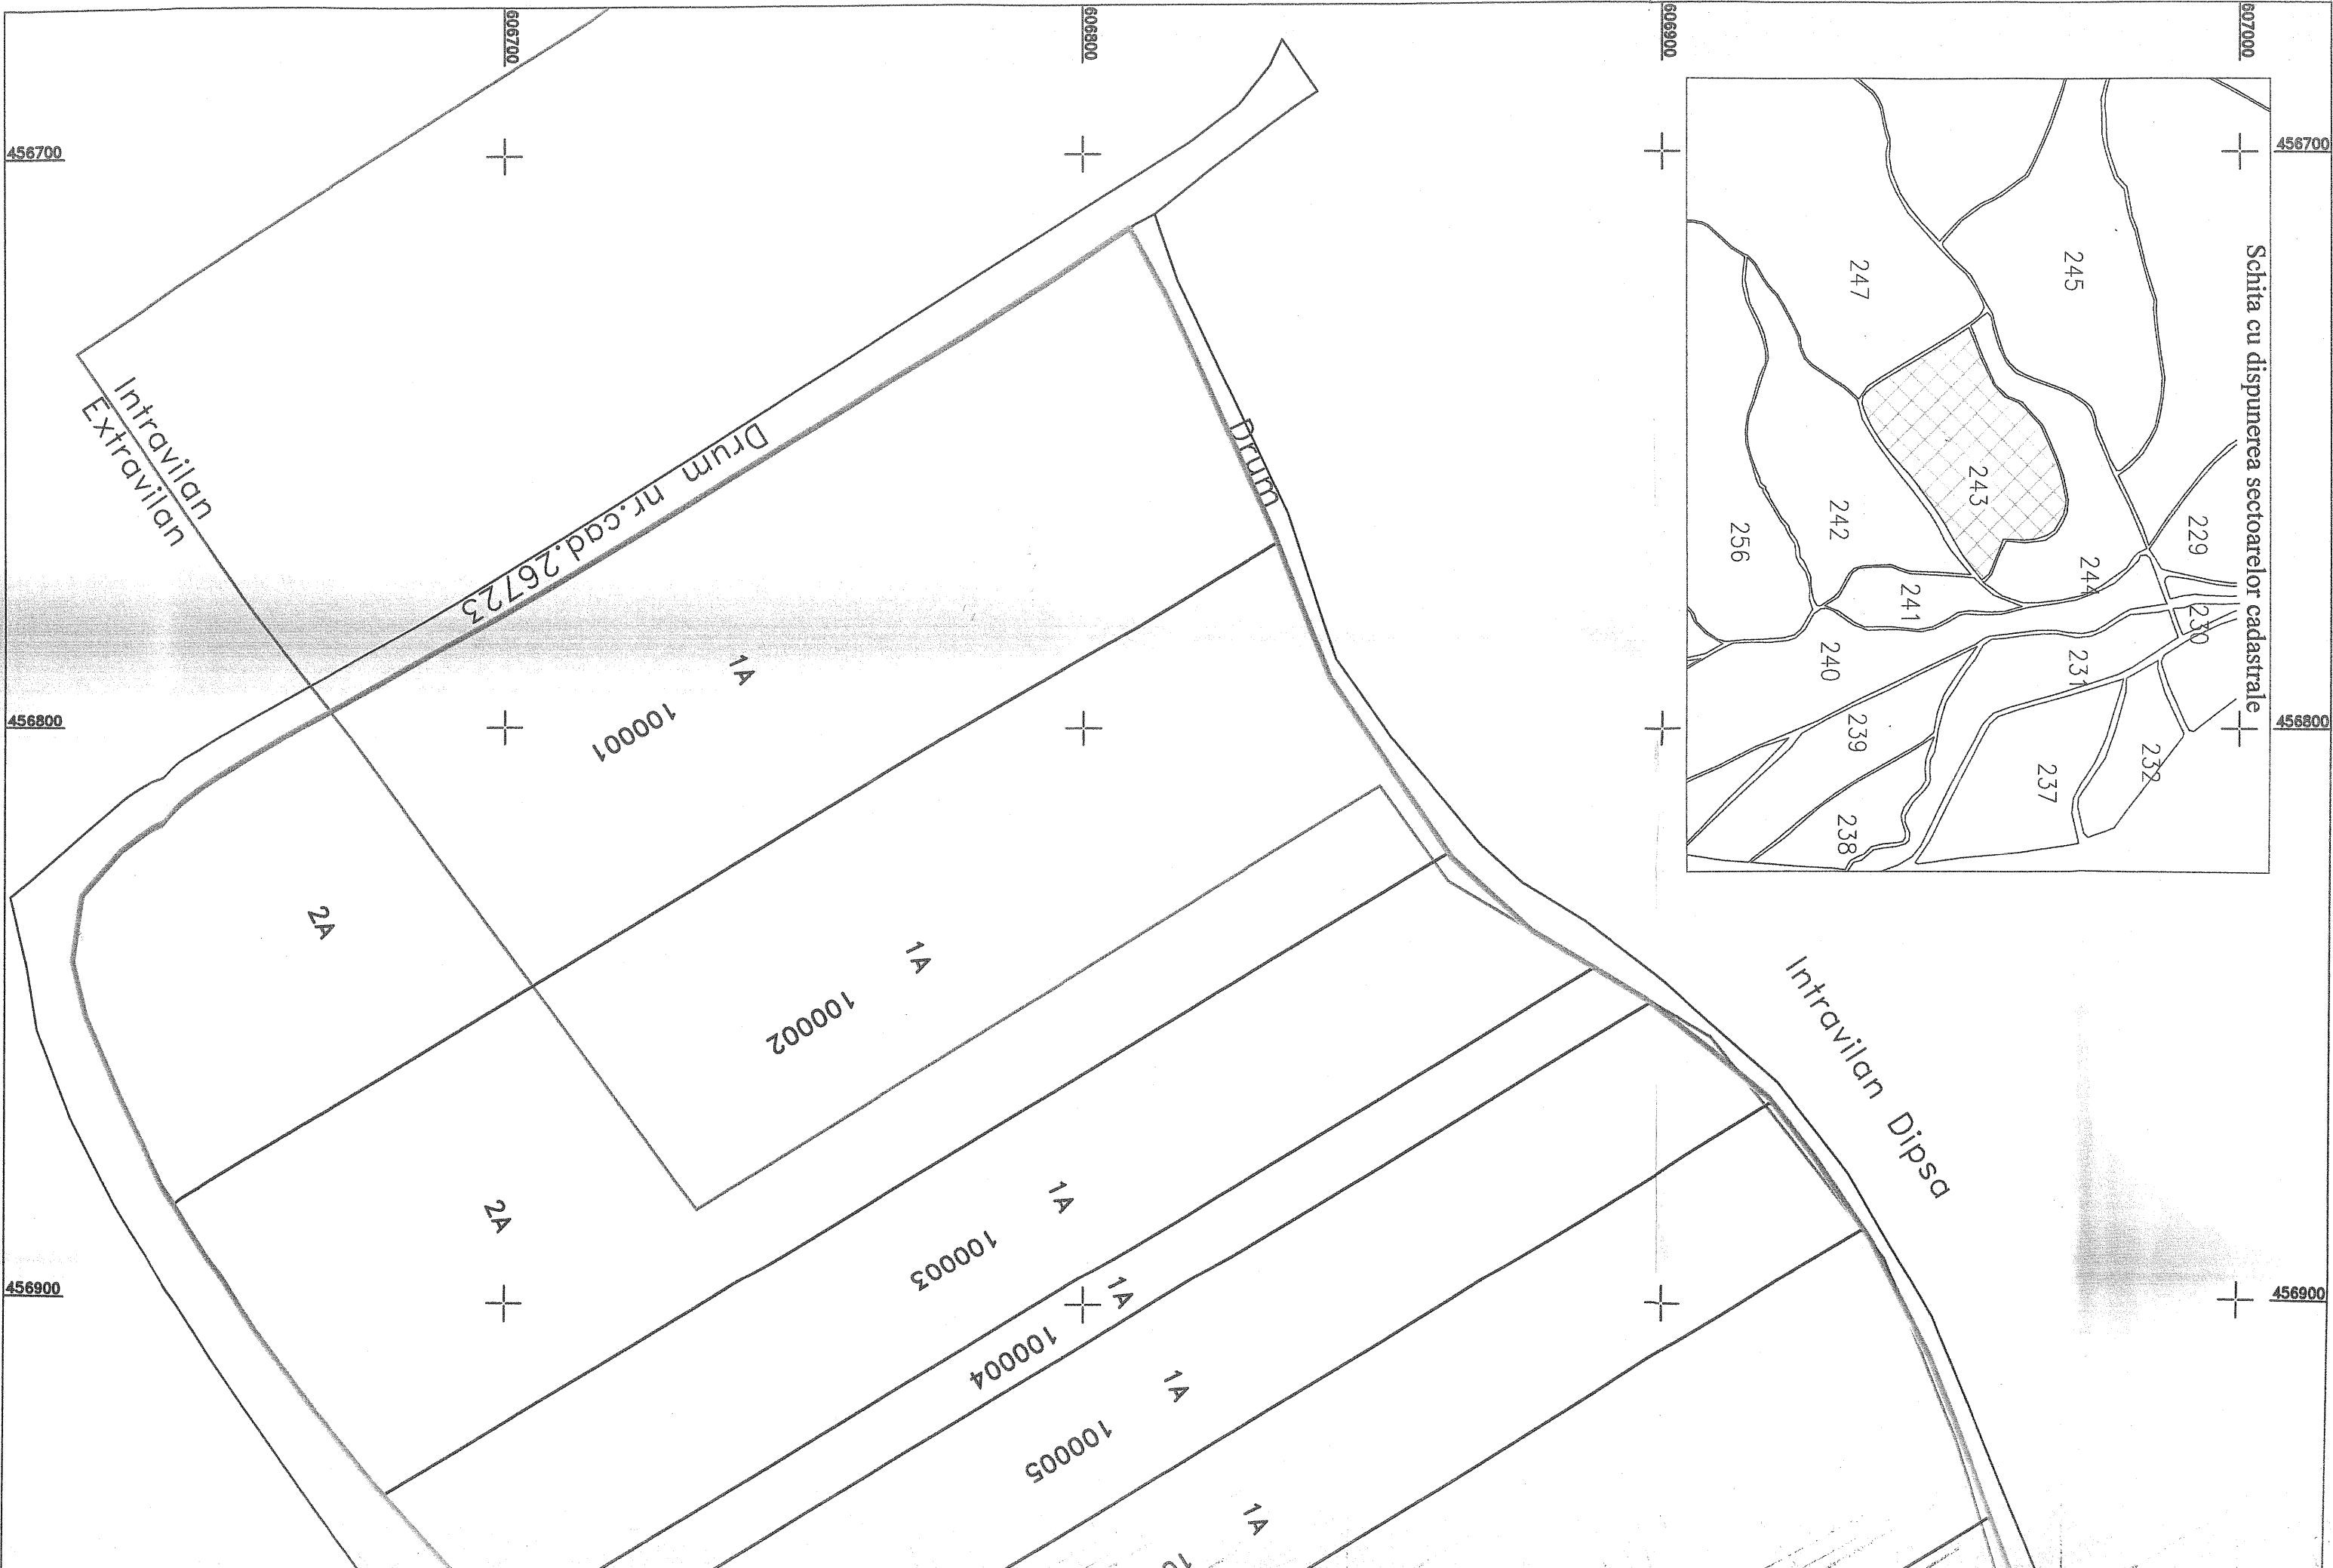 606700
606800
606900
607000
456700
456700
Schita cu dispunerea sectoarelor cadastrale
245
247
243
242
256
229
244
241
230
240
231
239
237
232
238
Intravilan
Extravilan
Drum nr.cad.26723
Drum
1A
100001
456800
456800
2A
1A
100002
Intravilan Dipsa
2A
1A
100003
456900
456900
1A
100004
1A
100005
1A